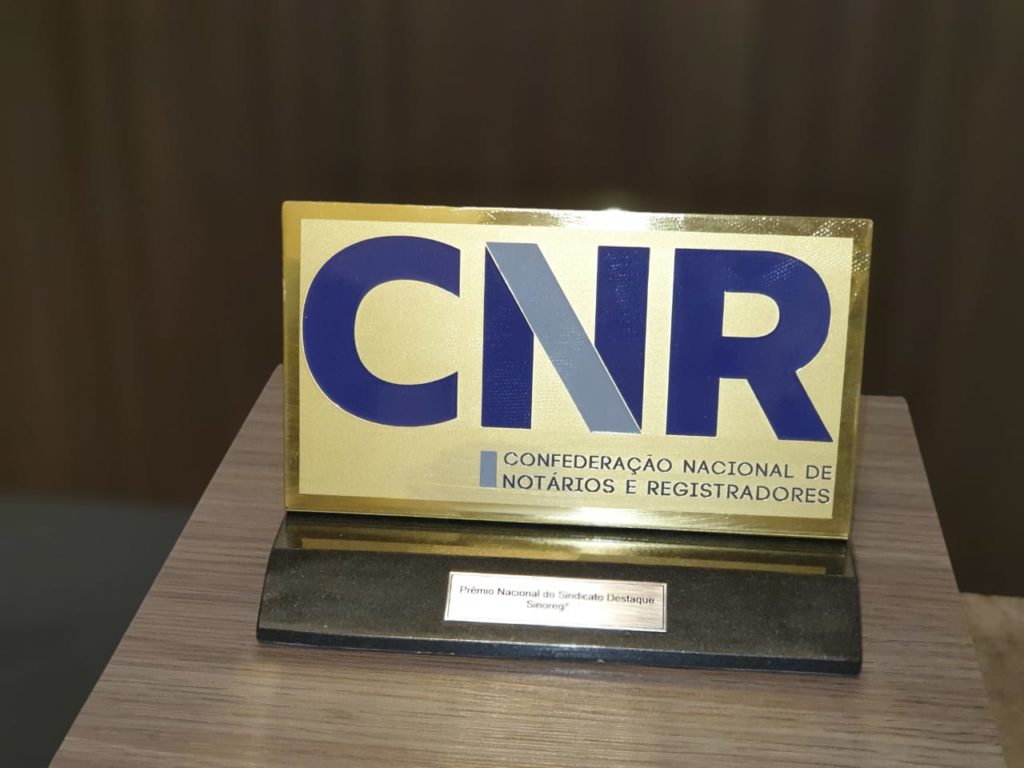 CNR
CONFEDERAÇÃO NACIONAL DE
NOTÁRIOS E REGISTRADORES
Prêmio Nacional do Sindicato Destaque
Sinoreg"